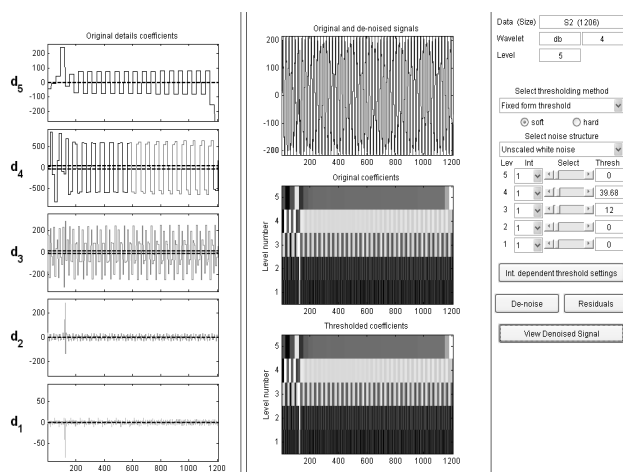 Original details coefficients
200
100
0
-100
-200
d5
500
0
-500
d4
200
0
-200
d3
200
0
-200
d2
50
0
-50
d1
200 400 600 800 1000 1200
Original and de-noised signals
200
100
0
-100
-200
200 400 600 800 1000 1200
Original coefficients
Level number
5
4
3
2
1
200 400 600 800 1000 1200
Thresholded coefficients
Level number
5
4
3
2
1
200 400 600 800 1000 1200
Data (Size) S2 (1206)
Wavelet db 4
Level 5
Select thresholding method
Fixed form threshold
soft hard
Select noise structure
Unscaled white noise
Lev Int Select Thresh
5 1 0
4 1 39.68
3 1 12
2 1 0
1 1 0
Int. dependent threshold settings
De-noise Residuals
View Denoised Signal